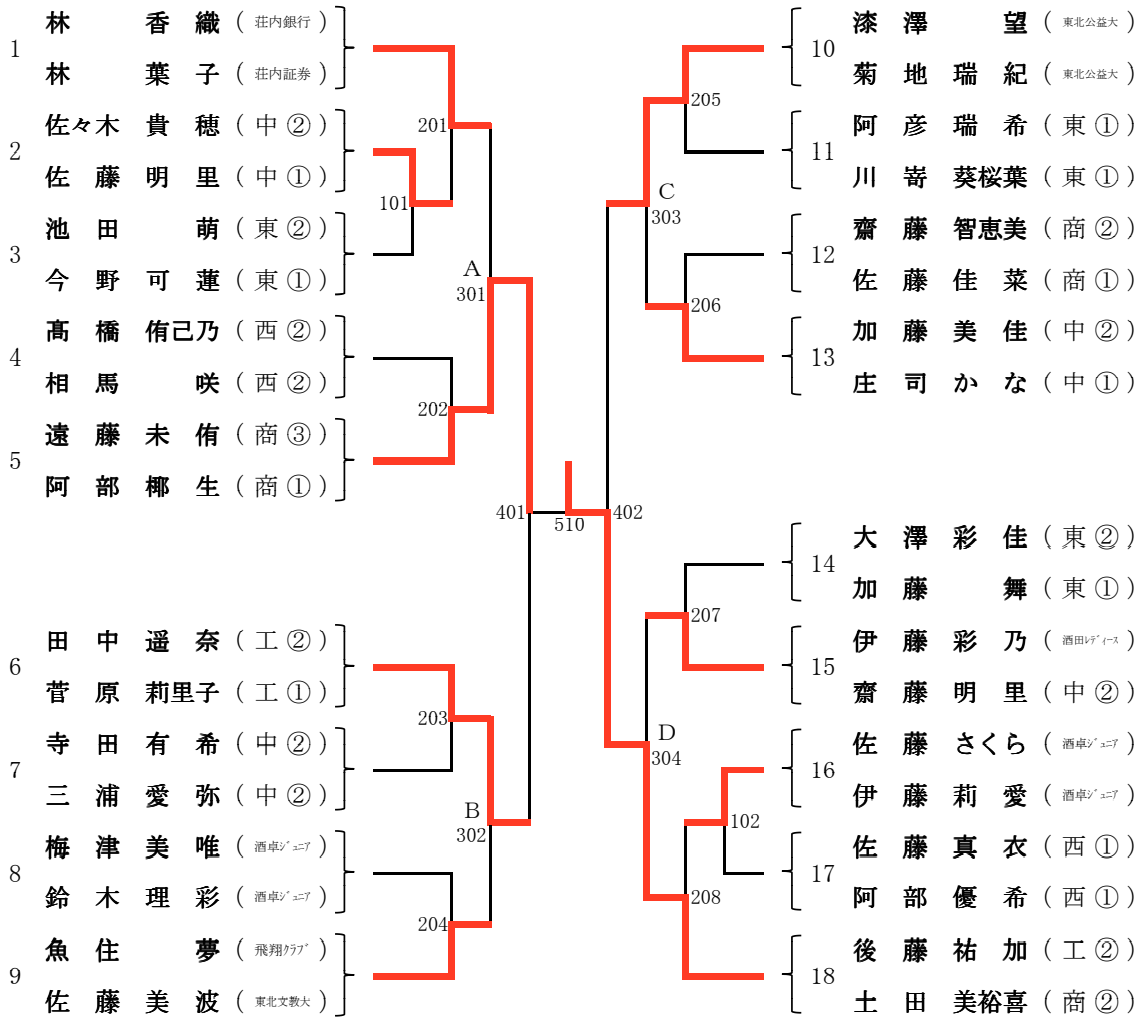 1
林 香織 ( 荘内銀行 )
林 葉子 ( 荘内証券 )
2
佐々木貴穂 ( 中 ② )
佐藤明里 ( 中 ① )
3
池田 萌 ( 東 ② )
今野可蓮 ( 東 ① )
4
髙橋侑己乃 ( 西 ② )
相馬 咲 ( 西 ② )
5
遠藤未侑 ( 商 ③ )
阿部椰生 ( 商 ① )
6
田中遥奈 ( 工 ② )
菅原莉里子 ( 工 ① )
7
寺田有希 ( 中 ② )
三浦愛弥 ( 中 ② )
8
梅津美唯 ( 酒卓ジュニア )
鈴木理彩 ( 酒卓ジュニア )
9
魚住 夢 ( 飛翔クラブ )
佐藤美波 ( 東北文教大 )
201
101
A
301
202
401
510
402
203
B
302
204
205
C
303
206
207
D
304
102
208
10
漆澤 望 ( 東北公益大 )
菊地瑞紀 ( 東北公益大 )
11
阿彦瑞希 ( 東 ① )
川嵜葵桜葉 ( 東 ① )
12
齋藤智恵美 ( 商 ② )
佐藤佳菜 ( 商 ① )
13
加藤美佳 ( 中 ② )
庄司かな ( 中 ① )
14
大澤彩佳 ( 東 ② )
加藤 舞 ( 東 ① )
15
伊藤彩乃 ( 酒田レディース )
齋藤明里 ( 中 ② )
16
佐藤さくら ( 酒卓ジュニア )
伊藤莉愛 ( 酒卓ジュニア )
17
佐藤真衣 ( 西 ① )
阿部優希 ( 西 ① )
18
後藤祐加 ( 工 ② )
土田美裕喜 ( 商 ② )